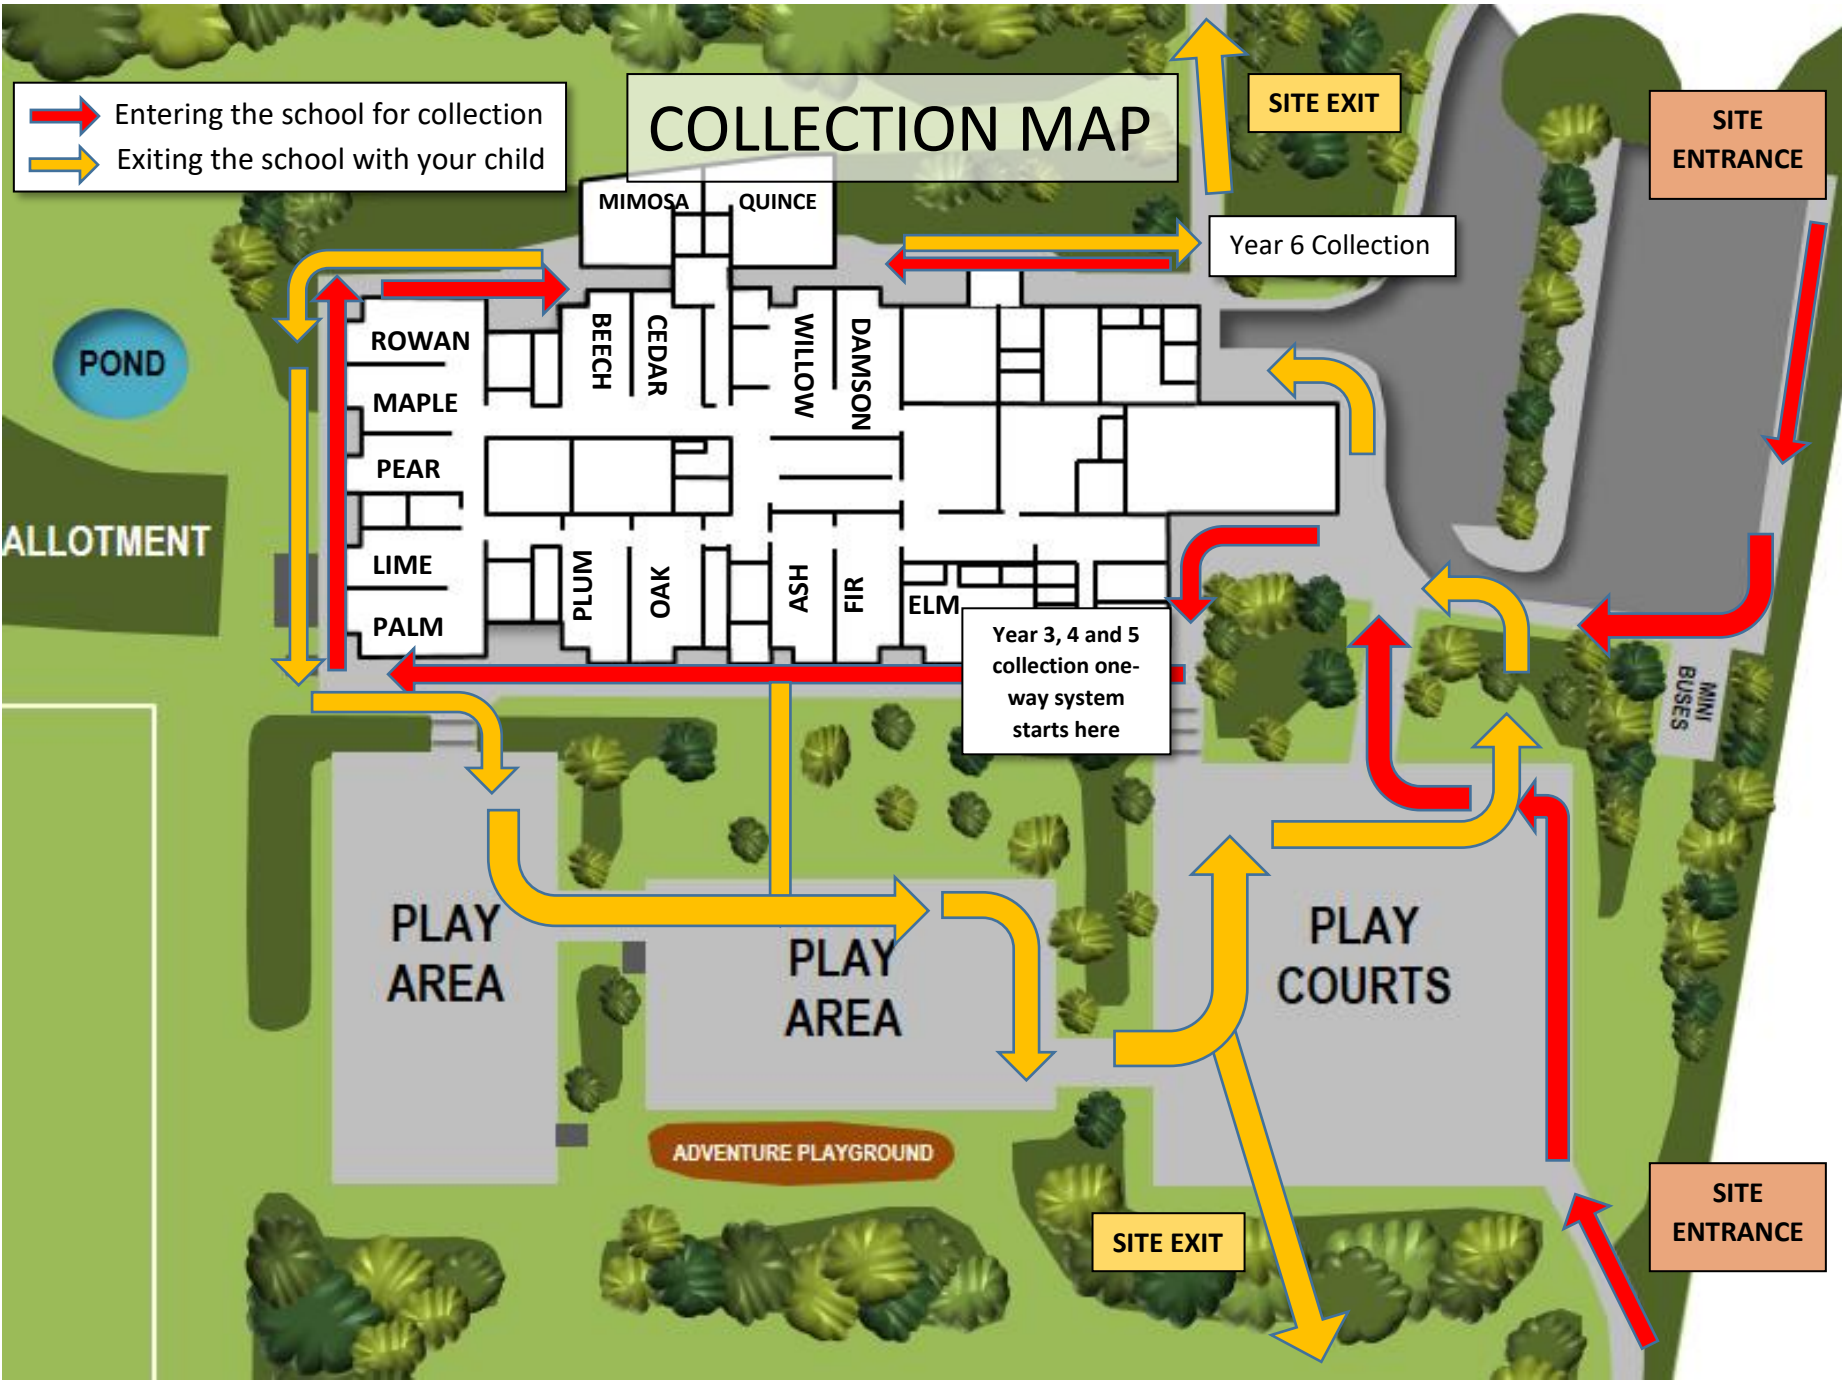 Entering the school for collection
Exiting the school with your child
COLLECTION MAP
SITE EXIT
SITE
ENTRANCE
MIMOSA
QUINCE
Year 6 Collection
POND
ROWAN
BEECH
CEDAR
WILLOW
DAMSON
MAPLE
PEAR
ALLOTMENT
LIME
PALM
PLUM
OAK
ASH
FIR
ELM
Year 3, 4 and 5
collection one-
way system
starts here
MINI
BUSES
PLAY
AREA
PLAY
AREA
PLAY
COURTS
ADVENTURE PLAYGROUND
SITE EXIT
SITE
ENTRANCE